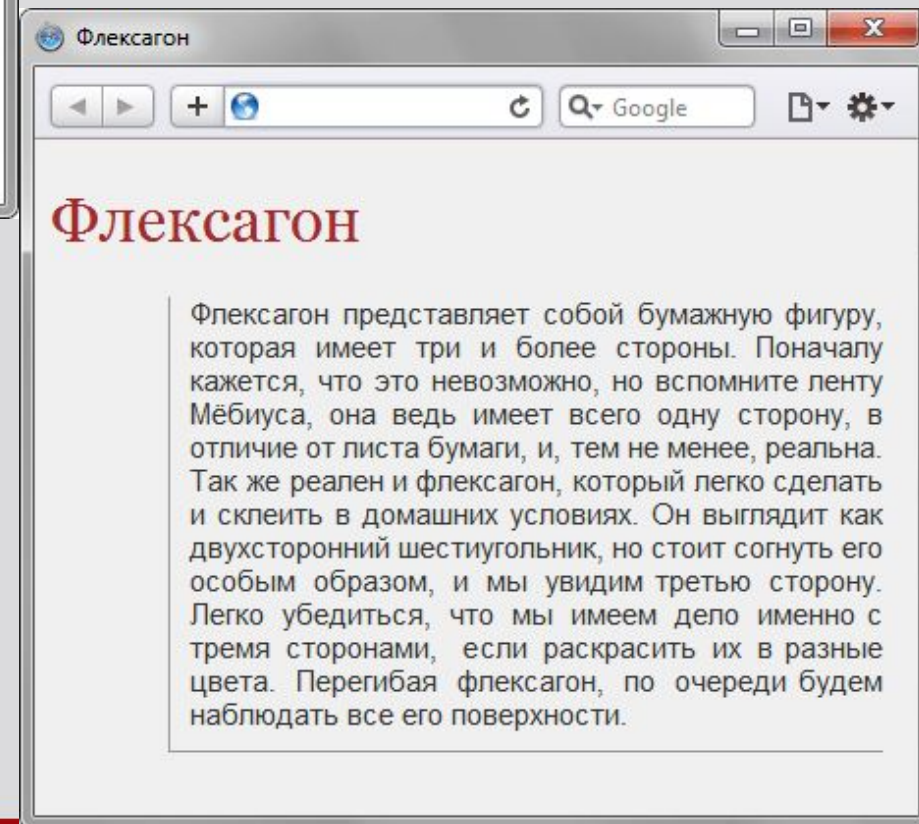 Флексагон
Google
Флексагон
Флексагон представляет собой бумажную фигуру,
которая имеет три и более стороны. Поначалу
кажется, что это невозможно, но вспомните ленту
Мёбиуса, она ведь имеет всего одну сторону, в
отличие от листа бумаги, и, тем не менее, реальна.
Так же реален и флексагон, который легко сделать
и склеить в домашних условиях. Он выглядит как
двухсторонний шестиугольник, но стоит согнуть его
особым образом, и мы увидим третью сторону.
Легко убедиться, что мы имеем дело именно с
тремя сторонами, если раскрасить их в разные
цвета. Перегибая флексагон, по очереди будем
наблюдать все его поверхности.